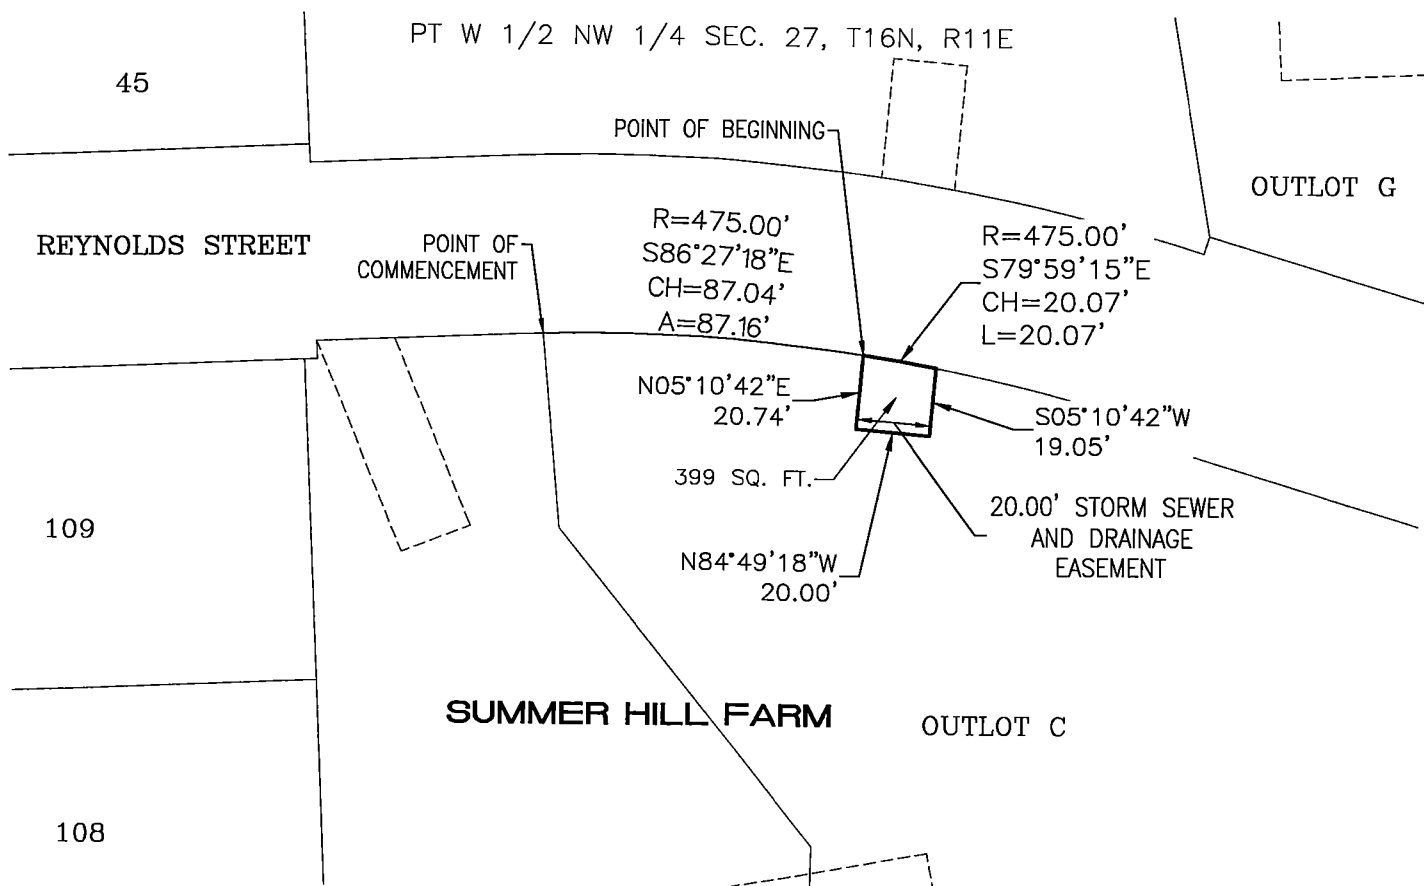 PT W 1/2 NW 1/4 SEC. 27, T16N, R11E
45
POINT OF BEGINNING
OUTLOT G
REYNOLDS STREET
POINT OF
COMMENCEMENT
R=475.00'
S86°27'18"E
CH=87.04'
A=87.16'
R=475.00'
S79°59'15"E
CH=20.07'
L=20.07'
N05°10'42"E
20.74'
S05°10'42"W
19.05'
399 SQ. FT.
20.00' STORM SEWER
AND DRAINAGE
EASEMENT
N84°49'18"W
20.00'
109
SUMMER HILL FARM
OUTLOT C
108